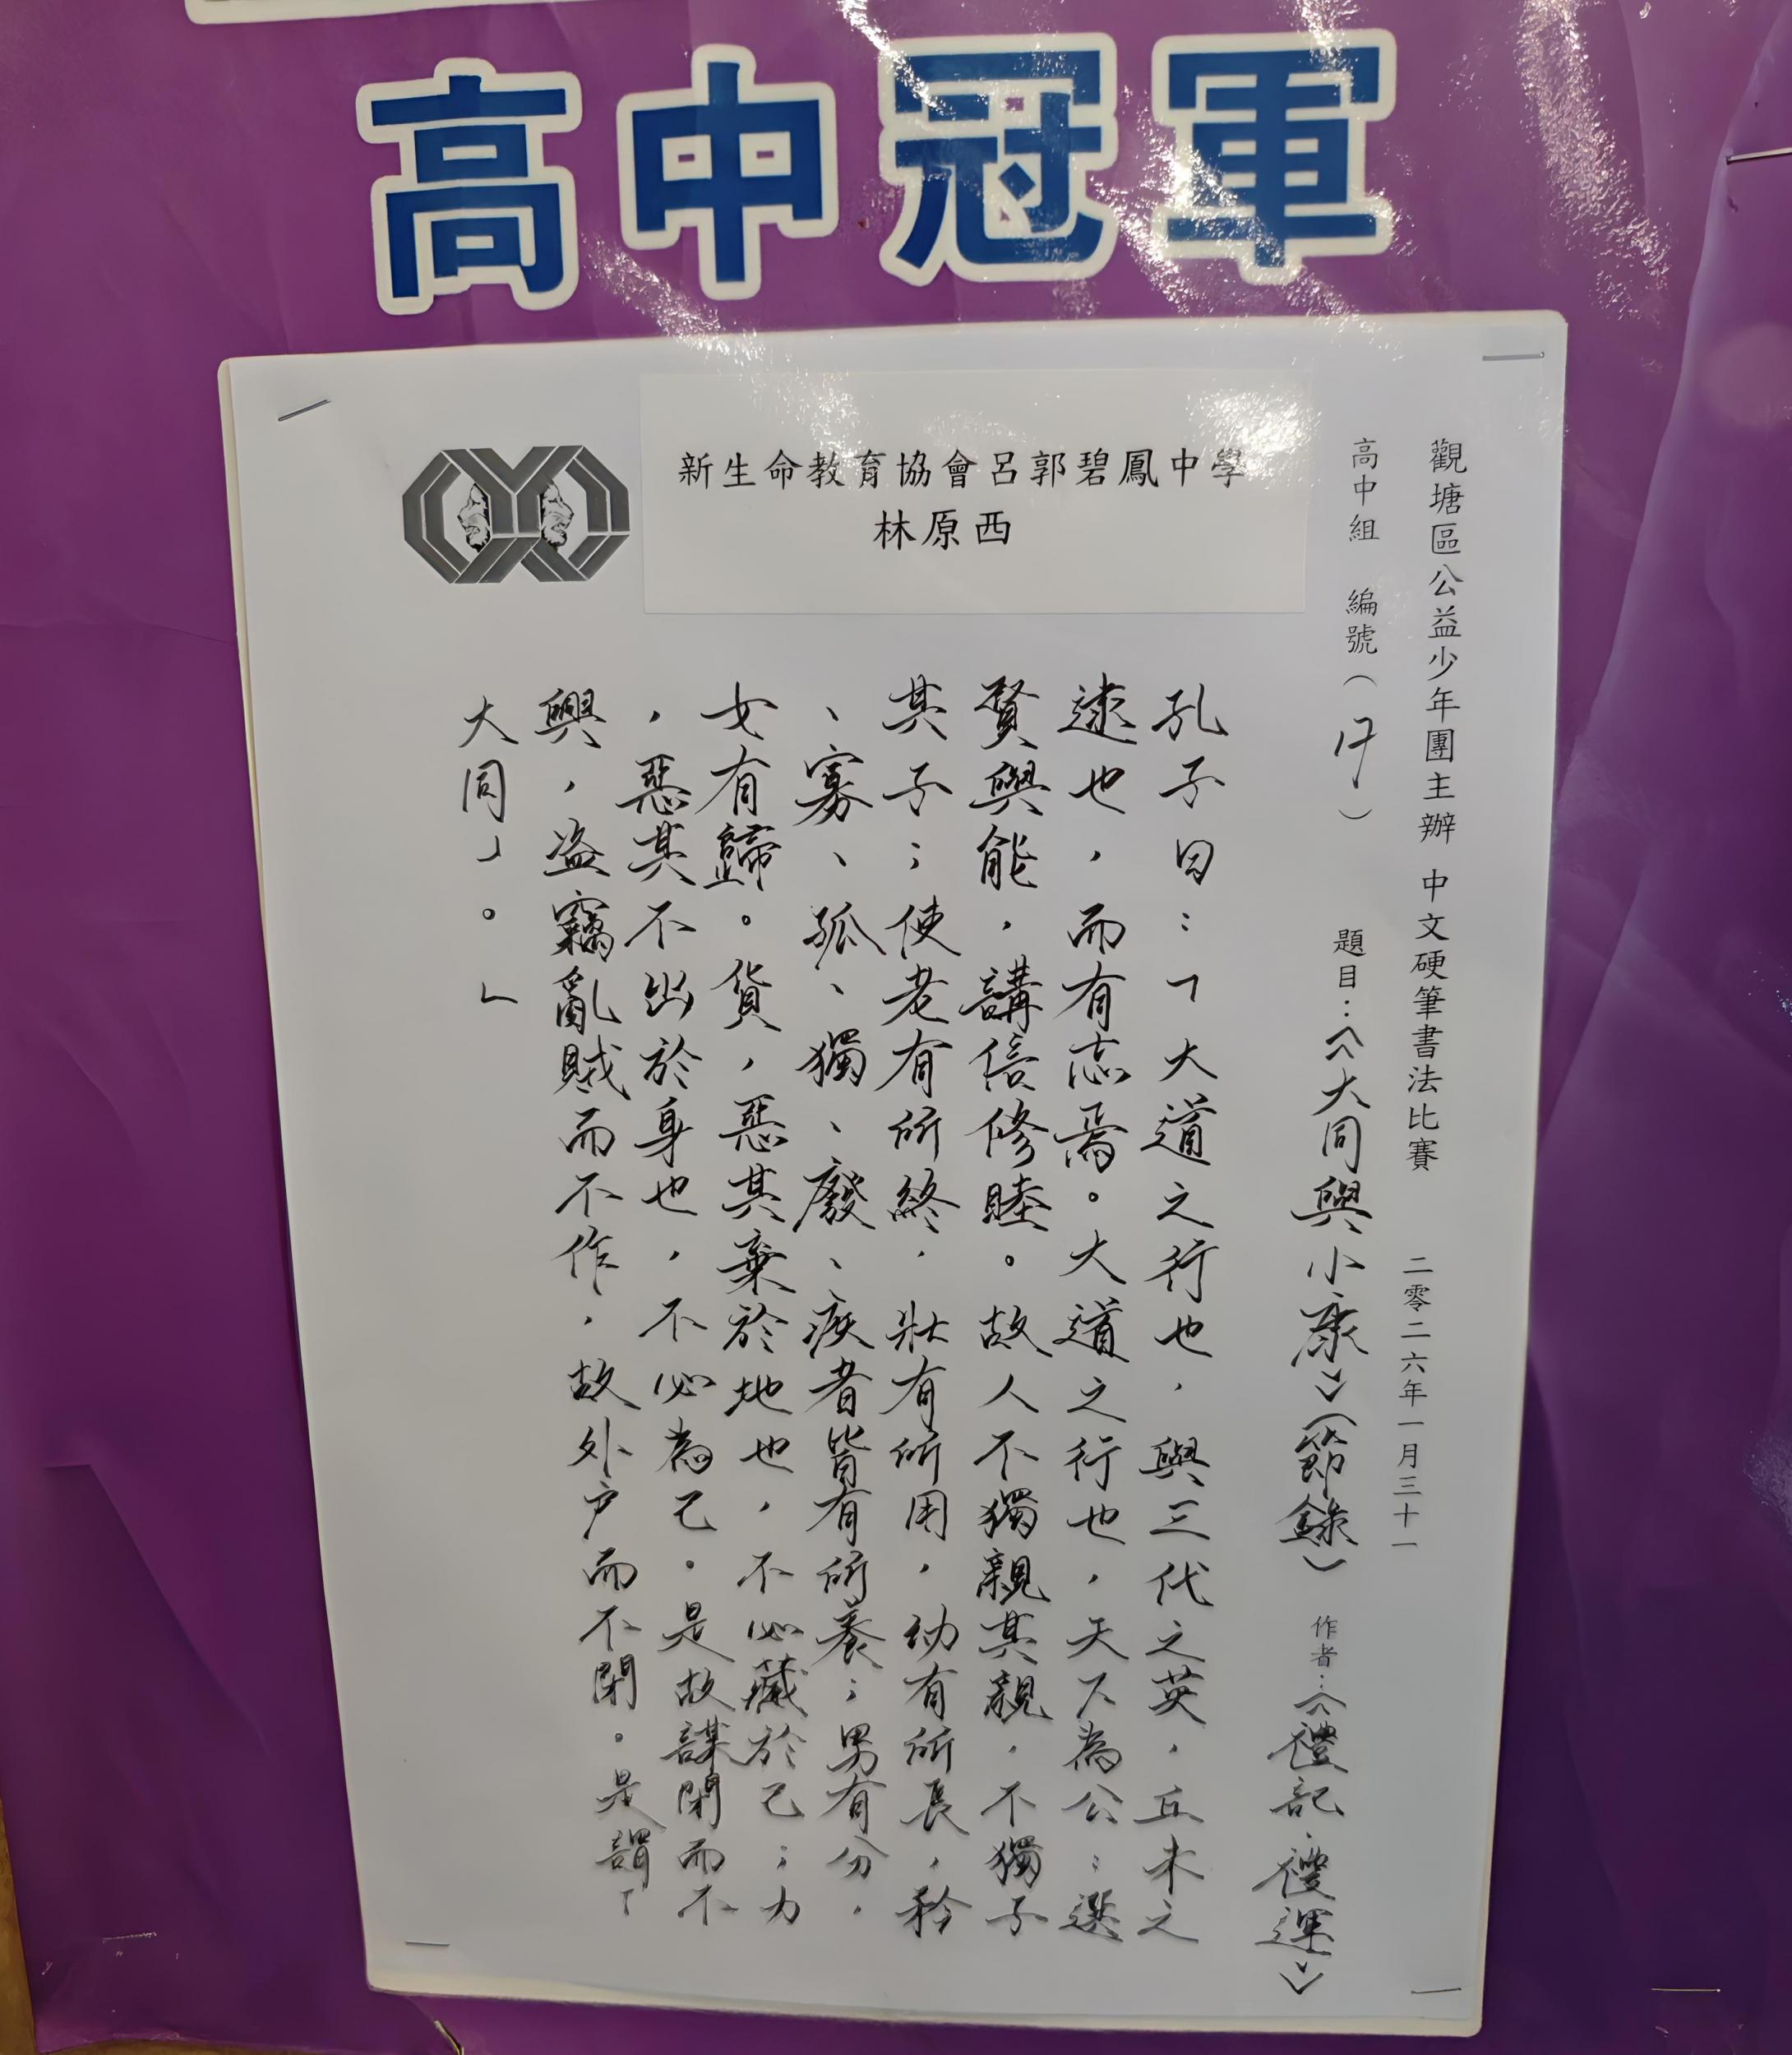 高中冠軍
新生命教育協會呂郭碧鳳中學
林原西
觀塘區公益少年團主辦 中文硬筆書法比賽 二零二六年一月三十一
高中組 編號（17） 題目：《大同與小康》（節錄） 作者：《禮記·禮運》
孔子曰：「大道之行也，與三代之英，丘未之
逮也，而有志焉。大道之行也，天下為公：選
賢與能，講信修睦。故人不獨親其親，不獨子
其子；使老有所終，壯有所用，幼有所長，矜
、寡、孤、獨、廢、疾者皆有所養；男有分，
女有歸。貨，惡其棄於地也，不必藏於己；力
，惡其不出於身也，不必為己。是故謀閉而不
興，盜竊亂賊而不作，故外户而不閉。是謂「
大同」。」